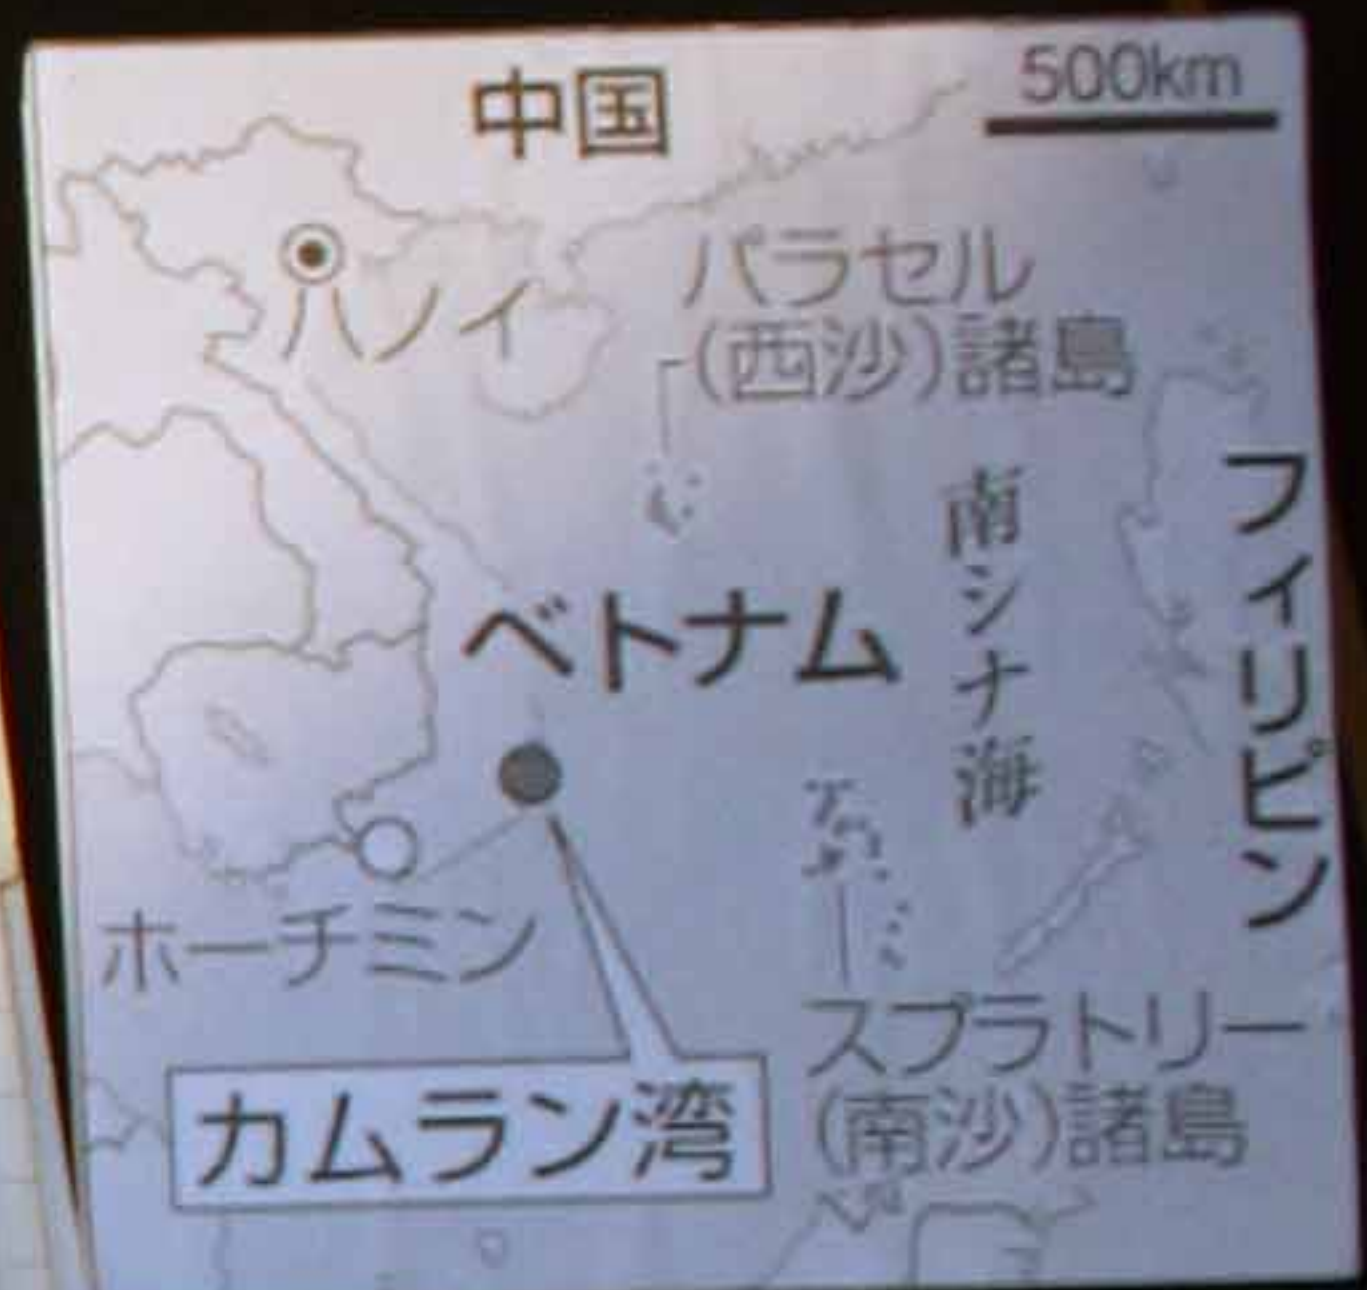 中国
500km
ハノイ
パラセル
(西沙)諸島
南シナ海
フィリピン
ベトナム
ホーチミン
スプラトリー
(南沙)諸島
カムラン湾